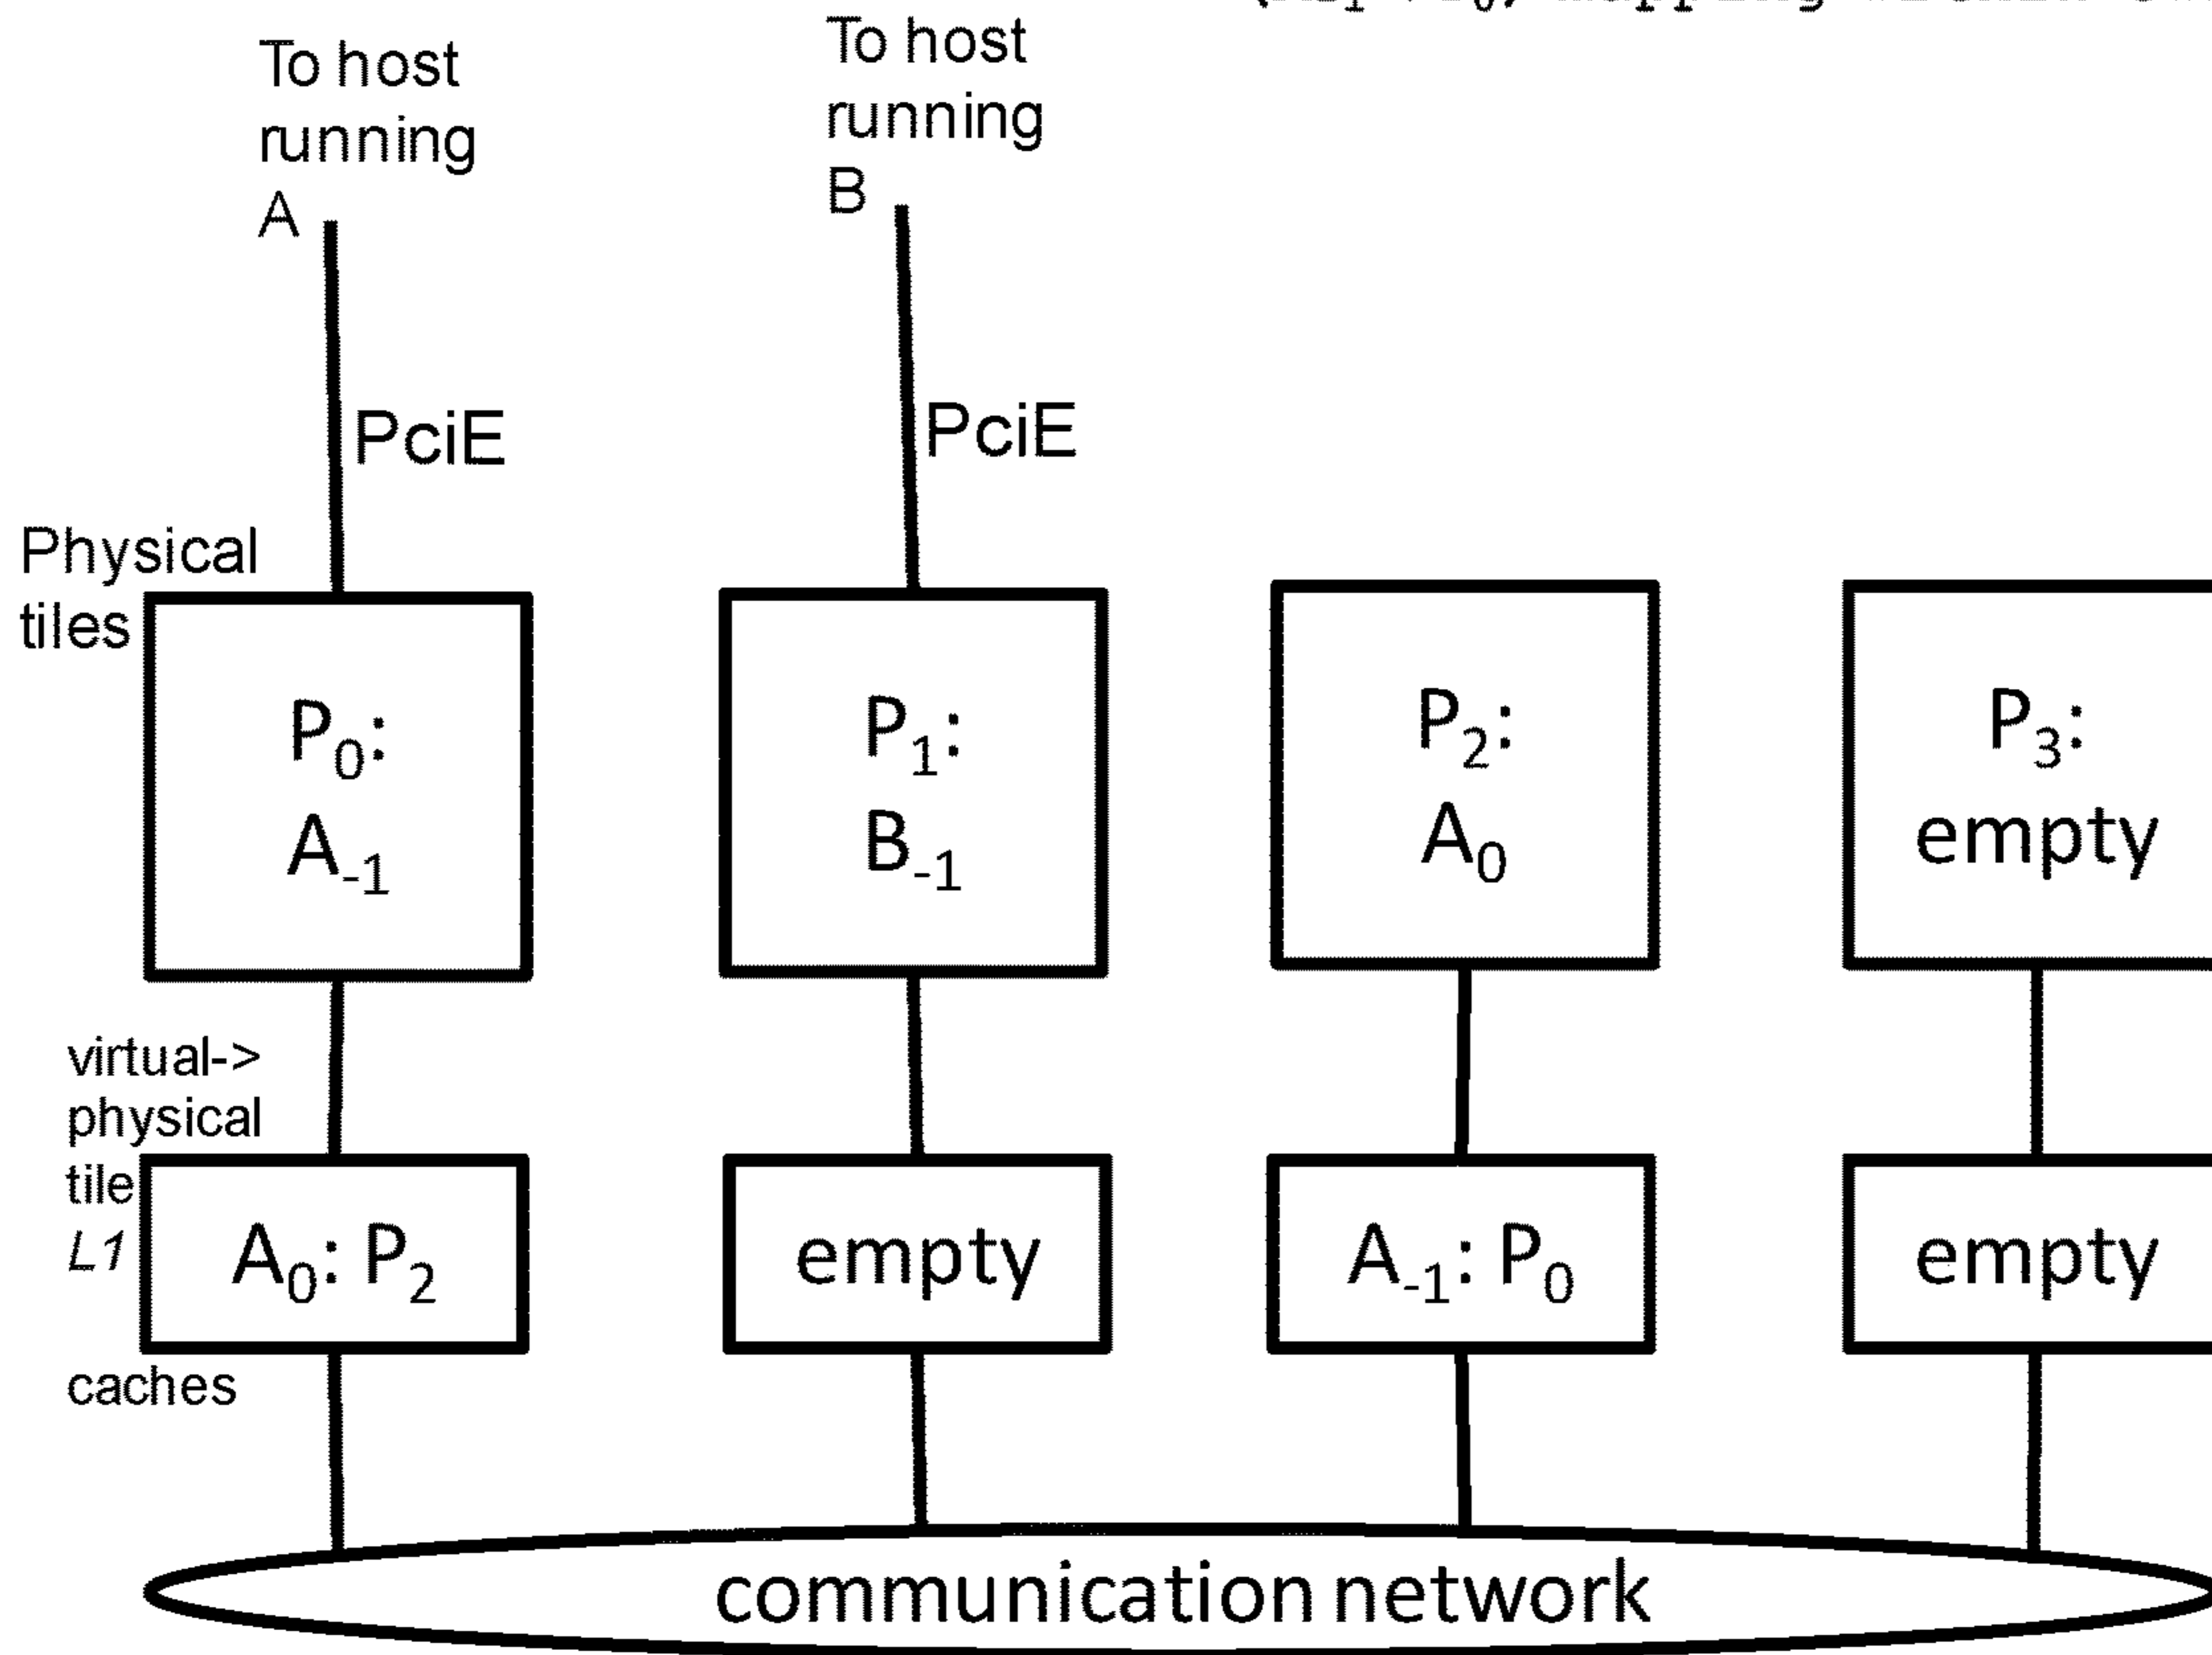 To host
running
A
To host
running
B
PciE
PciE
Physical
tiles
P₀:
A₋₁
P₁:
B₋₁
P₂:
A₀
P₃:
empty
virtual->
physical
tile
L1
caches
A₀: P₂
empty
A₋₁: P₀
empty
communication network